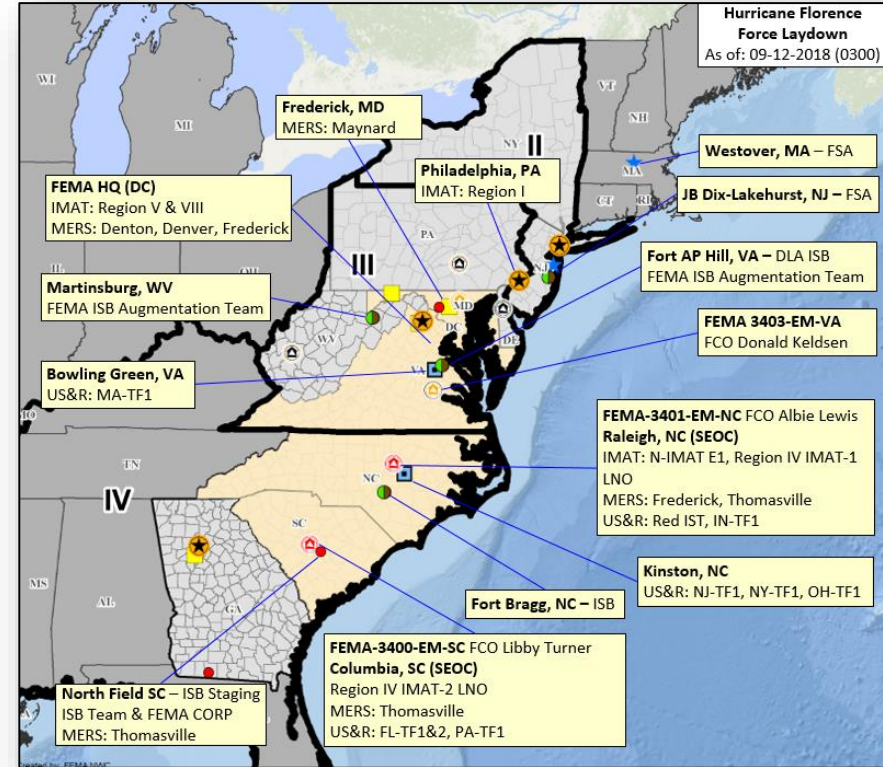 Hurricane Florence
Force Laydown
As of: 09-12-2018 (0300)
WI
MI
VT
NH
NY
II
MA
CT
RI
Frederick, MD
MERS: Maynard
Philadelphia, PA
IMAT: Region I
Westover, MA – FSA
JB Dix-Lakehurst, NJ – FSA
FEMA HQ (DC)
IMAT: Region V & VIII
MERS: Denton, Denver, Frederick
PA
NJ
III
Fort AP Hill, VA – DLA ISB
FEMA ISB Augmentation Team
Martinsburg, WV
FEMA ISB Augmentation Team
MD
DC
DE
WV
FEMA 3403-EM-VA
FCO Donald Keldsen
Bowling Green, VA
US&R: MA-TF1
VA
FEMA-3401-EM-NC FCO Albie Lewis
Raleigh, NC (SEOC)
IMAT: N-IMAT E1, Region IV IMAT-1
LNO
MERS: Frederick, Thomasville
US&R: Red IST, IN-TF1
TN
NC
IV
SC
MS
AL
GA
Kinston, NC
US&R: NJ-TF1, NY-TF1, OH-TF1
Fort Bragg, NC – ISB
FEMA-3400-EM-SC FCO Libby Turner
Columbia, SC (SEOC)
Region IV IMAT-2 LNO
MERS: Thomasville
US&R: FL-TF1&2, PA-TF1
North Field SC – ISB Staging
ISB Team & FEMA CORP
MERS: Thomasville